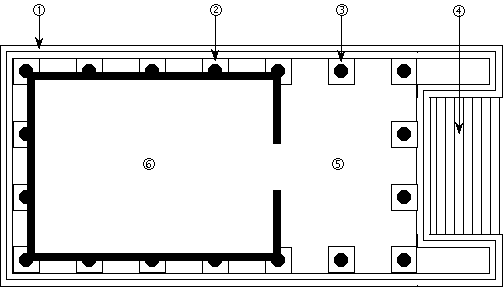 ① ② ③ ④
⑥ ⑤